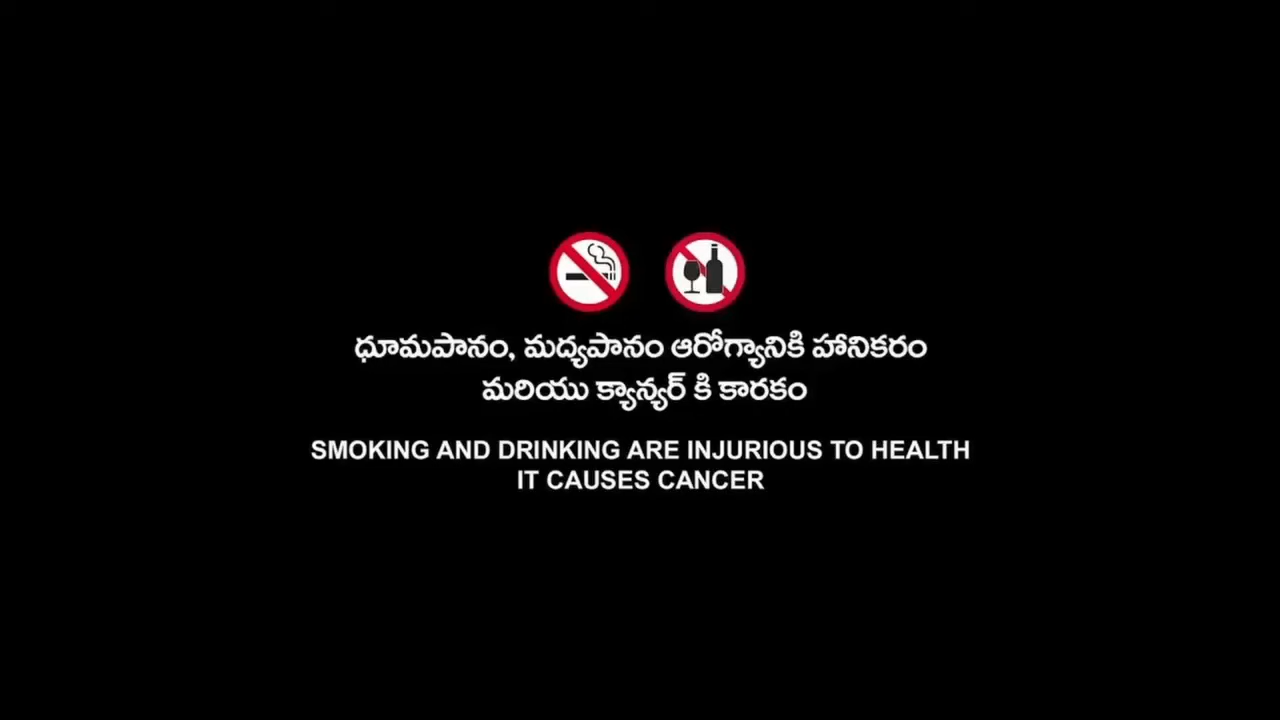 ధూమపానం, మద్యపానం ఆరోగ్యానికి హానికరం
మరియు క్యాన్సర్ కి కారకం
SMOKING AND DRINKING ARE INJURIOUS TO HEALTH
IT CAUSES CANCER